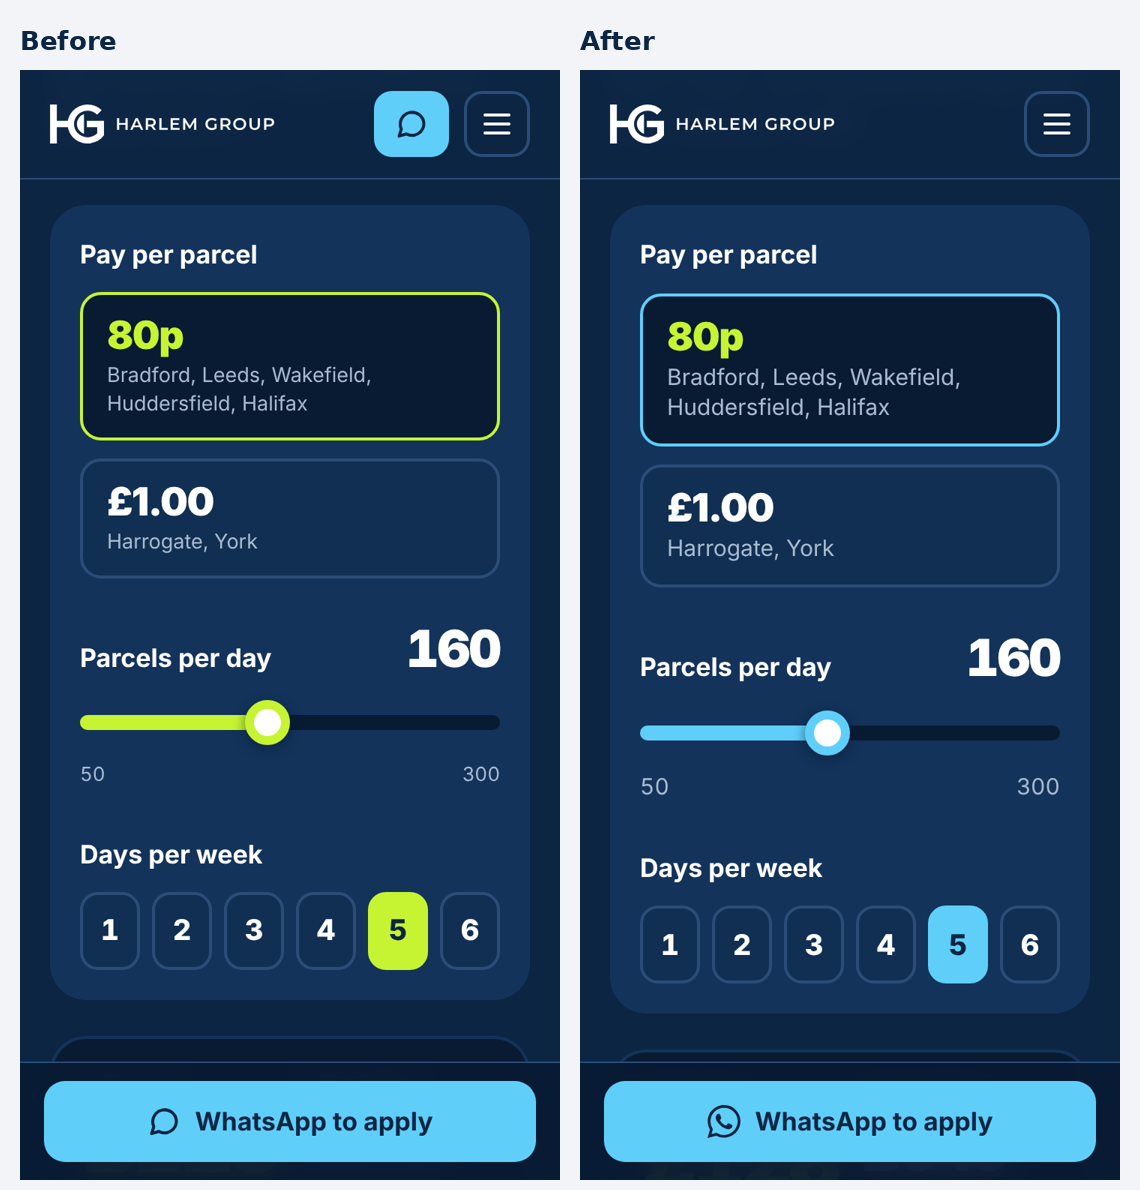 Before
HG HARLEM GROUP
Pay per parcel
80p
Bradford, Leeds, Wakefield,
Huddersfield, Halifax
£1.00
Harrogate, York
Parcels per day 160
50 300
Days per week
1 2 3 4 5 6
WhatsApp to apply
After
HG HARLEM GROUP
Pay per parcel
80p
Bradford, Leeds, Wakefield,
Huddersfield, Halifax
£1.00
Harrogate, York
Parcels per day 160
50 300
Days per week
1 2 3 4 5 6
WhatsApp to apply